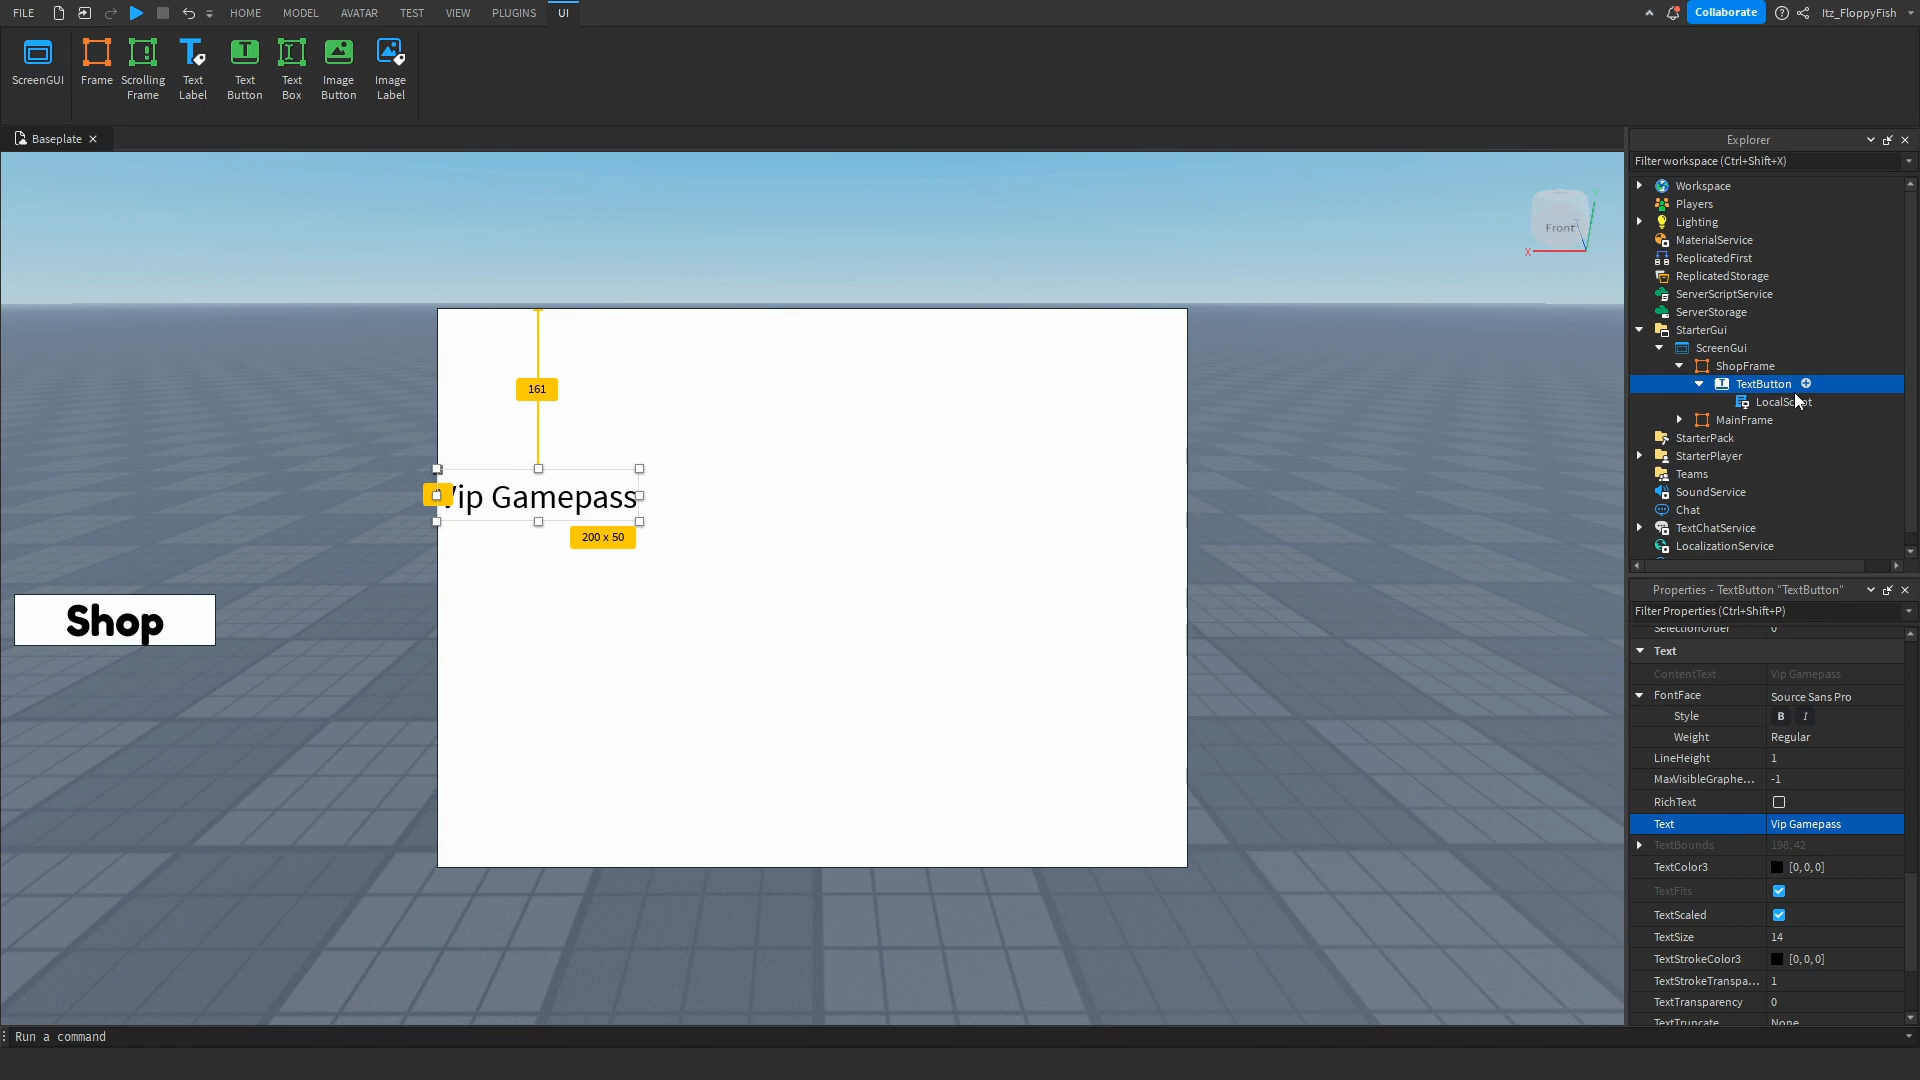 FILE
HOME
MODEL
AVATAR
TEST
VIEW
PLUGINS
UI
Collaborate
Itz_FloppyFish
ScreenGUI
Frame
Scrolling
Frame
Text
Label
Text
Button
Text
Box
Image
Button
Image
Label
Baseplate
Front
X
161
Vip Gamepass
200 x 50
Shop
Explorer
Filter workspace (Ctrl+Shift+X)
Workspace
Players
Lighting
MaterialService
ReplicatedFirst
ReplicatedStorage
ServerScriptService
ServerStorage
StarterGui
ScreenGui
ShopFrame
TextButton
LocalScript
MainFrame
StarterPack
StarterPlayer
Teams
SoundService
Chat
TextChatService
LocalizationService
Properties - TextButton "TextButton"
Filter Properties (Ctrl+Shift+P)
SelectionOrder 0
Text
ContentText Vip Gamepass
FontFace Source Sans Pro
Style B I
Weight Regular
LineHeight 1
MaxVisibleGraphe... -1
RichText
Text Vip Gamepass
TextBounds 198, 42
TextColor3 [0, 0, 0]
TextFits
TextScaled
TextSize 14
TextStrokeColor3 [0, 0, 0]
TextStrokeTranspa... 1
TextTransparency 0
TextTruncate None
Run a command